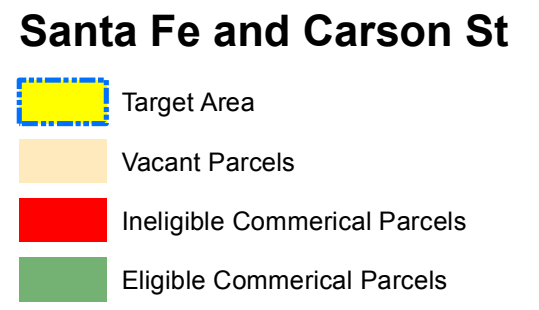 Santa Fe and Carson St
Target Area
Vacant Parcels
Ineligible Commerical Parcels
Eligible Commerical Parcels